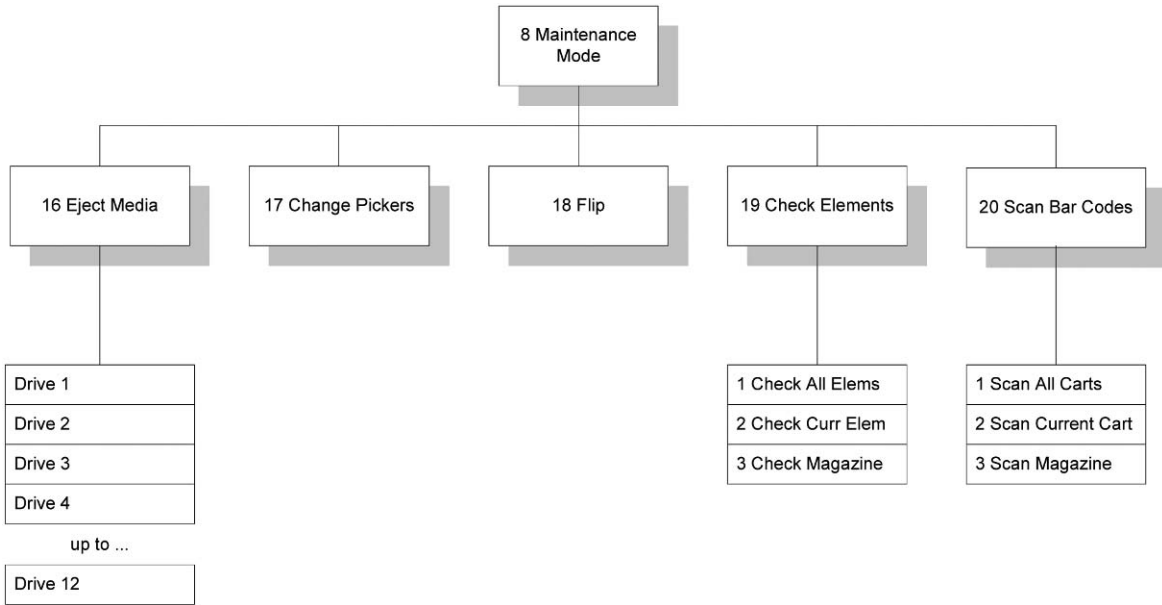 8 Maintenance
Mode
16 Eject Media
17 Change Pickers
18 Flip
19 Check Elements
20 Scan Bar Codes
Drive 1
Drive 2
Drive 3
Drive 4
up to ...
Drive 12
1 Check All Elems
2 Check Curr Elem
3 Check Magazine
1 Scan All Carts
2 Scan Current Cart
3 Scan Magazine